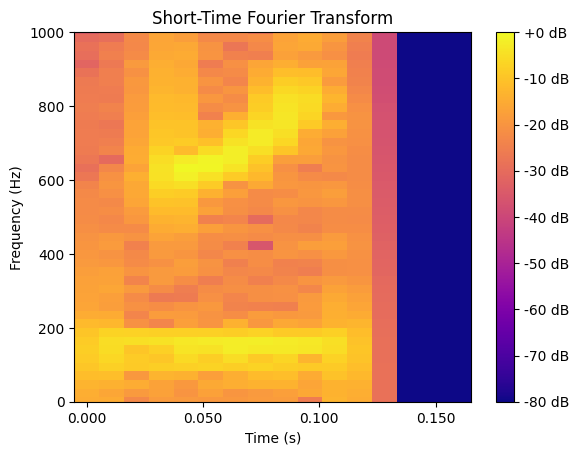 Short-Time Fourier Transform
1000
800
600
400
200
0
Frequency (Hz)
0.000
0.050
0.100
0.150
Time (s)
+0 dB
-10 dB
-20 dB
-30 dB
-40 dB
-50 dB
-60 dB
-70 dB
-80 dB